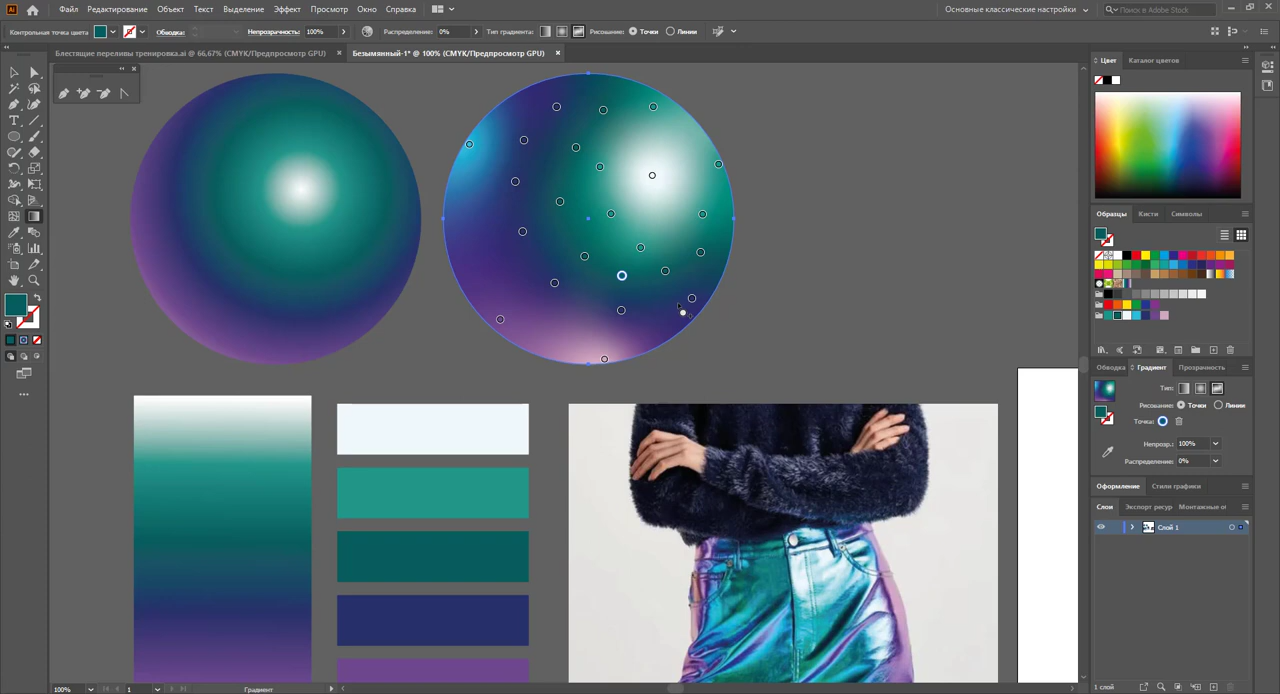 Ai Файл Редактирование Объект Текст Выделение Эффект Просмотр Окно Справка Основные классические настройки Поиск в Adobe Stock
Контрольная точка цвета Обводка: Непрозрачность: 100% Распределение: 0% Тип градиента: Рисование: Точки Линии
Блестящие переливы тренировка.ai @ 66,67% (CMYK/Предпросмотр GPU) Безымянный-1* @ 100% (CMYK/Предпросмотр GPU)
Цвет Каталог цветов
Образцы Кисти Символы
Обводка Градиент Прозрачность
Тип:
Рисование: Точки Линии
Точка:
Непрозр.: 100%
Распределение: 0%
Оформление Стили графики
Слои Экспорт ресур Монтажные о
Слой 1
1 слой
100% 1 Градиент